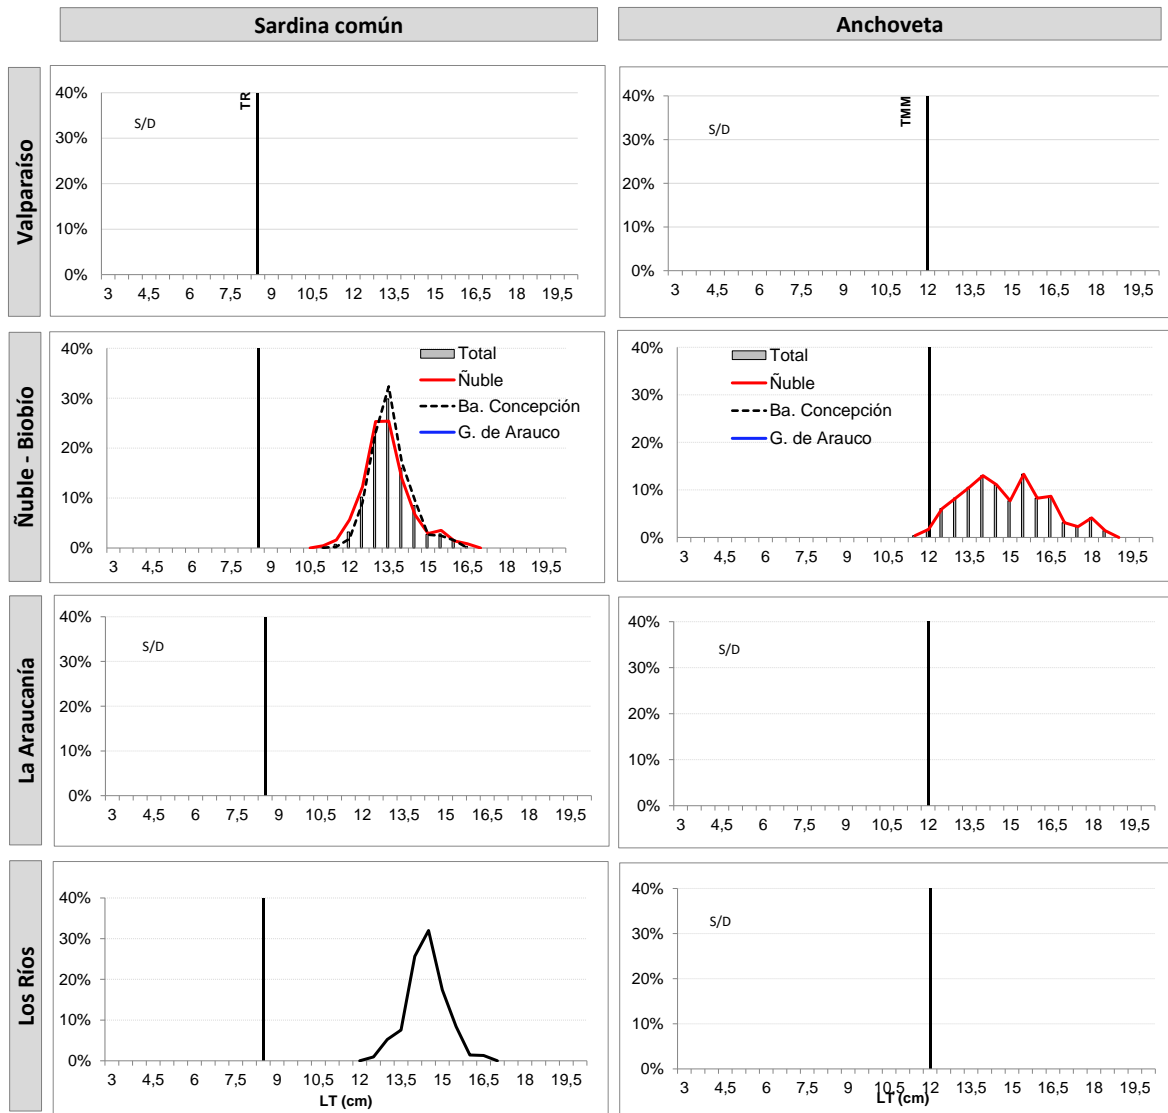 Sardina común
Anchoveta
Valparaíso
40%
30%
20%
10%
0%
S/D
TR
3 4,5 6 7,5 9 10,5 12 13,5 15 16,5 18 19,5
40%
30%
20%
10%
0%
S/D
TMM
3 4,5 6 7,5 9 10,5 12 13,5 15 16,5 18 19,5
Ñuble - Biobío
40%
30%
20%
10%
0%
Total
Ñuble
Ba. Concepción
G. de Arauco
3 4,5 6 7,5 9 10,5 12 13,5 15 16,5 18 19,5
40%
30%
20%
10%
0%
Total
Ñuble
Ba. Concepción
G. de Arauco
3 4,5 6 7,5 9 10,5 12 13,5 15 16,5 18 19,5
La Araucanía
40%
30%
20%
10%
0%
S/D
3 4,5 6 7,5 9 10,5 12 13,5 15 16,5 18 19,5
40%
30%
20%
10%
0%
S/D
3 4,5 6 7,5 9 10,5 12 13,5 15 16,5 18 19,5
Los Ríos
40%
30%
20%
10%
0%
3 4,5 6 7,5 9 10,5 12 13,5 15 16,5 18 19,5
LT (cm)
40%
30%
20%
10%
0%
S/D
3 4,5 6 7,5 9 10,5 12 13,5 15 16,5 18 19,5
LT (cm)